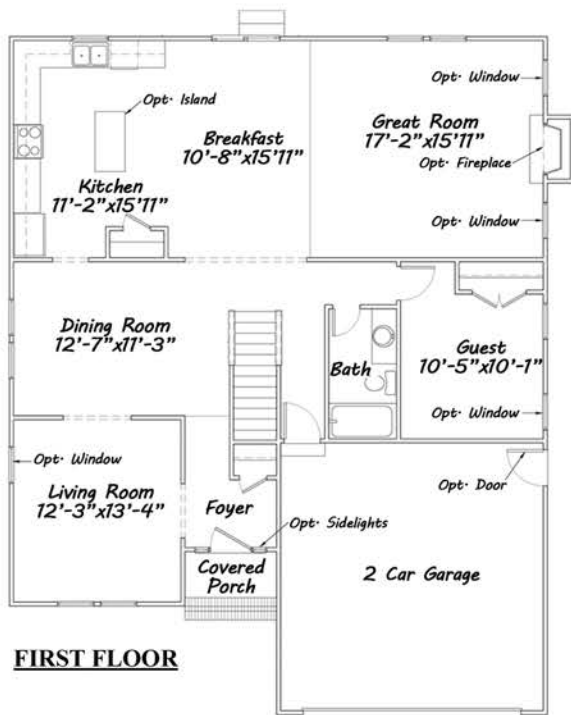 Opt. Window
Opt. Island
Great Room
17'-2"x15'11"
Breakfast
10'-8"x15'11"
Opt. Fireplace
Kitchen
11'-2"x15'11"
Opt. Window
Dining Room
12'-7"x11'-3"
Guest
10'-5"x10'-1"
Bath
Opt. Window
Opt. Window
Living Room
12'-3"x13'-4"
Opt. Door
Foyer
Opt. Sidelights
Covered
Porch
2 Car Garage
FIRST FLOOR